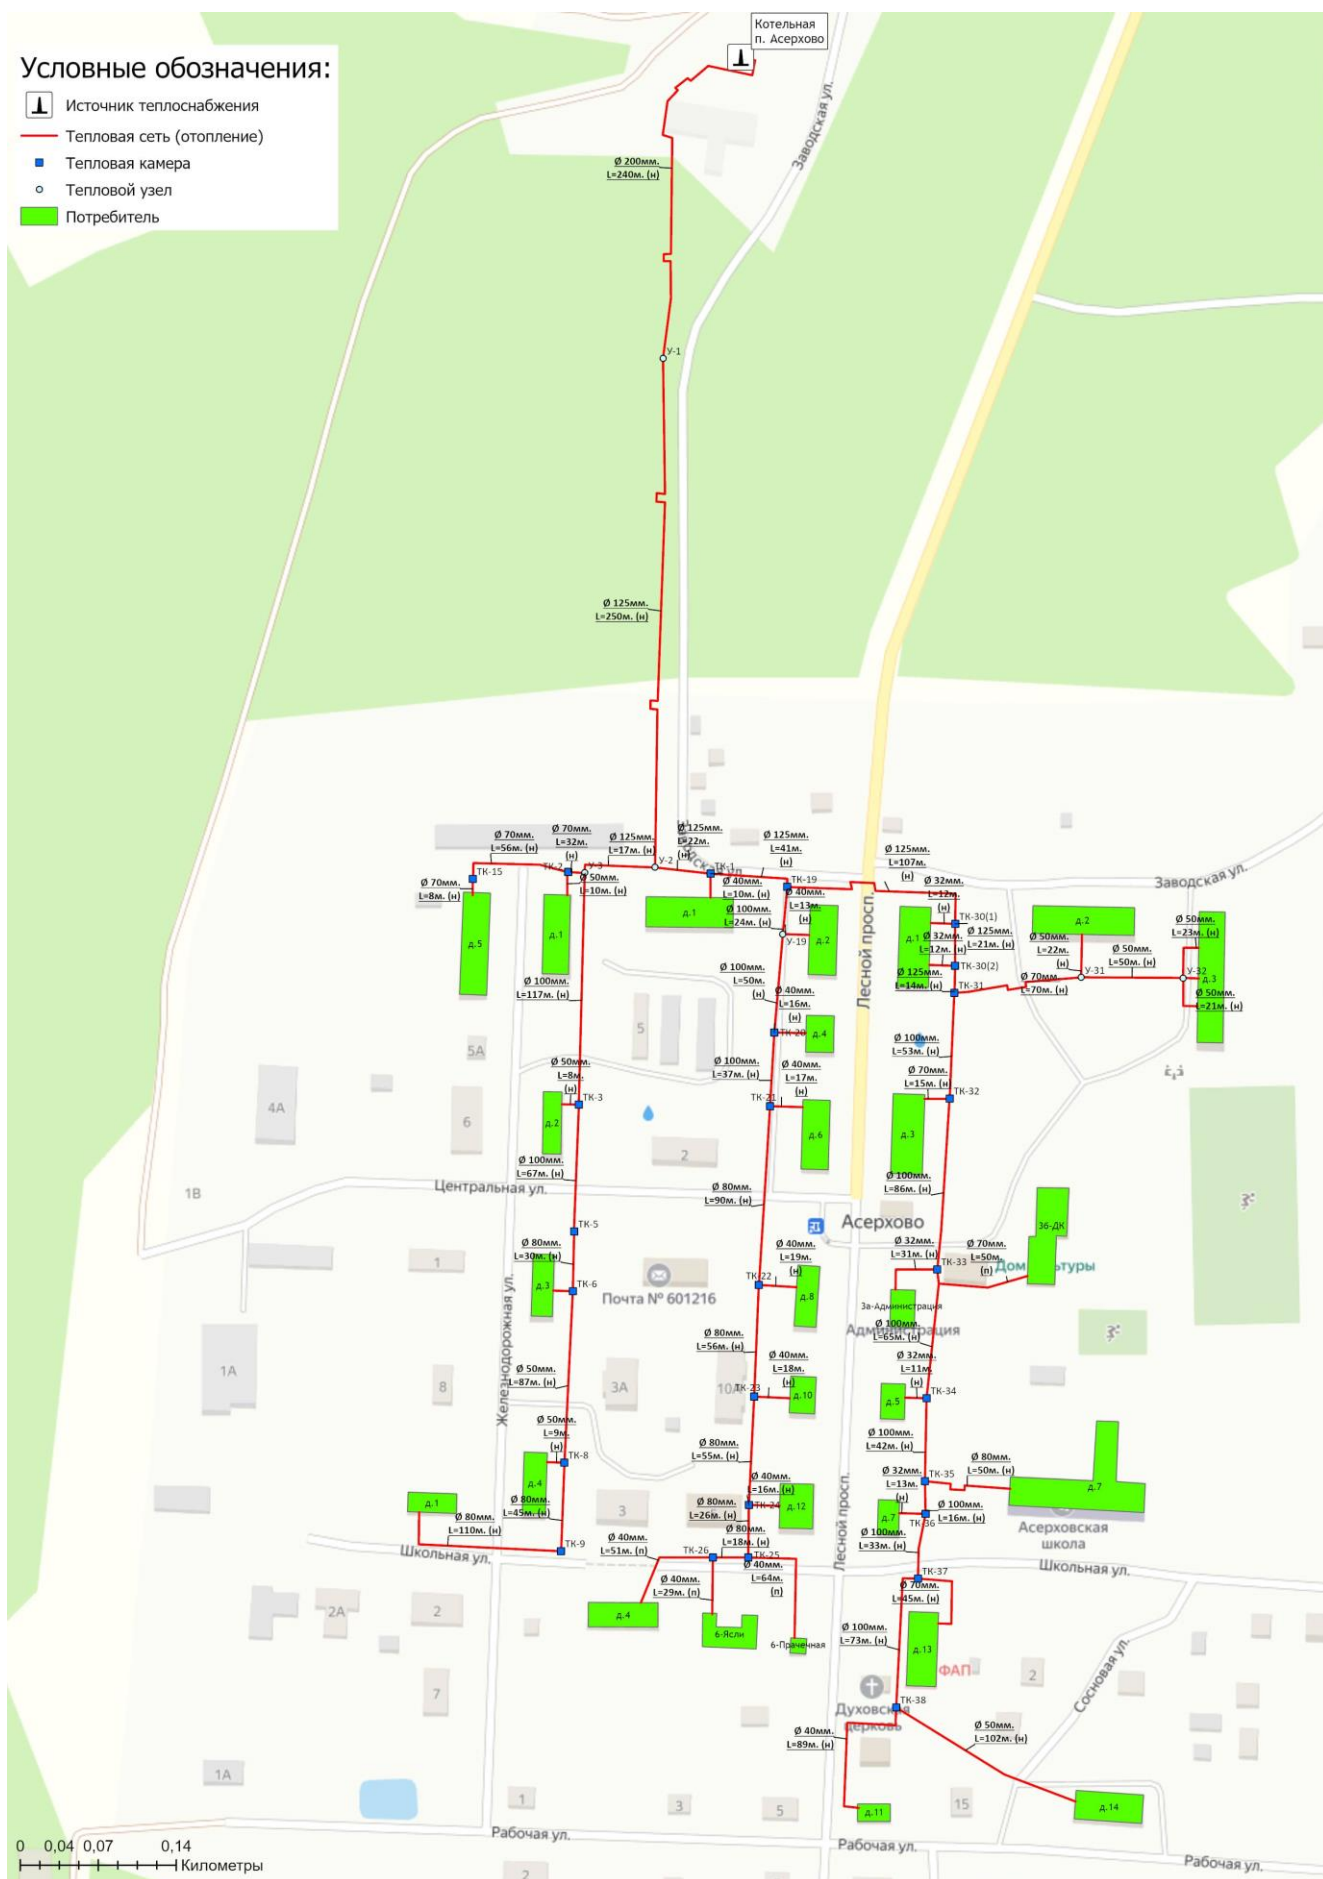 Котельная
п. Асерхово
Условные обозначения:
Источник теплоснабжения
Тепловая сеть (отопление)
Тепловая камера
Тепловой узел
Потребитель
Заводская ул.
Ø 200мм.
L=240м. (н)
У-1
Ø 125мм.
L=250м. (н)
Ø 70мм.
L=56м. (н)
Ø 70мм.
L=32м.
(н)
Ø 125мм.
L=17м. (н)
Ø 125мм.
L=22м.
(н)
Ø 125мм.
L=41м.
(н)
Ø 125мм.
L=107м.
(н)
ТК-15
ТК-2
У-3
У-2
ТК-1
ТК-19
Заводская ул.
Ø 70мм.
L=8м. (н)
Ø 50мм.
L=10м. (н)
Ø 40мм.
L=10м. (н)
Ø 40мм.
L=13м.
(н)
Ø 32мм.
L=12м.
(н)
д.5
д.1
д.1
Ø 100мм.
L=24м. (н)
У-19
д.2
Лесной просп.
д.1
ТК-30(1)
Ø 32мм.
L=12м. (н)
Ø 125мм.
L=21м. (н)
ТК-30(2)
д.2
Ø 50мм.
L=22м.
(н)
Ø 50мм.
L=50м. (н)
Ø 50мм.
L=23м. (н)
У-31
У-32
д.3
Ø 50мм.
L=21м. (н)
Ø 100мм.
L=117м. (н)
Ø 100мм.
L=50м.
(н)
Ø 40мм.
L=16м.
(н)
Ø 125мм.
L=14м. (н)
ТК-31
Ø 70мм.
L=70м. (н)
ТК-20
д.4
5
5А
4А
6
Ø 50мм.
L=8м.
(н)
ТК-3
д.2
Ø 100мм.
L=37м. (н)
Ø 40мм.
L=17м.
(н)
ТК-21
д.6
Ø 100мм.
L=53м. (н)
Ø 70мм.
L=15м. (н)
ТК-32
д.3
2
Ø 100мм.
L=67м. (н)
Ø 80мм.
L=90м. (н)
Ø 100мм.
L=86м. (н)
Центральная ул.
1В
ТК-5
Асерхово
36-ДК
Дом культуры
Ø 80мм.
L=30м. (н)
1
д.3
ТК-6
Почта № 601216
Ø 40мм.
L=19м.
(н)
ТК-22
д.8
Ø 32мм.
L=31м. (н)
ТК-33
Ø 70мм.
L=50м.
(п)
3а-Администрация
Администрация
Ø 100мм.
L=65м. (н)
Железнодорожная ул.
1А
8
3А
10А
Ø 50мм.
L=87м. (н)
Ø 80мм.
L=56м. (н)
Ø 40мм.
L=18м.
(н)
ТК-23
д.10
Ø 32мм.
L=11м.
(н)
д.5
ТК-34
Ø 50мм.
L=9м.
(н)
ТК-8
д.4
Ø 80мм.
L=55м. (н)
Ø 100мм.
L=42м. (н)
ТК-35
Ø 80мм.
L=50м. (н)
д.7
Асерховская
школа
Ø 40мм.
L=16м. (н)
ТК-24
д.12
Лесной просп.
Ø 32мм.
L=13м.
(н)
д.7
ТК-36
Ø 100мм.
L=16м. (н)
д.1
Ø 80мм.
L=110м. (н)
Ø 80мм.
L=45м. (н)
3
Ø 80мм.
L=26м. (н)
Ø 100мм.
L=33м. (н)
ТК-9
Школьная ул.
Ø 40мм.
L=51м. (п)
ТК-26
Ø 80мм.
L=18м. (н)
ТК-25
Ø 40мм.
L=64м.
(п)
ТК-37
Школьная ул.
Ø 40мм.
L=29м. (п)
Ø 70мм.
L=45м. (н)
2А
2
д.4
6-Ясли
6-Прачечная
Ø 100мм.
L=73м. (н)
д.13
ФАП
2
Сосновая ул.
7
Духовская
церковь
ТК-38
Ø 40мм.
L=89м. (н)
Ø 50мм.
L=102м. (н)
1А
1
3
5
д.11
15
д.14
Рабочая ул.
Рабочая ул.
Рабочая ул.
2
0 0,04 0,07 0,14
Километры